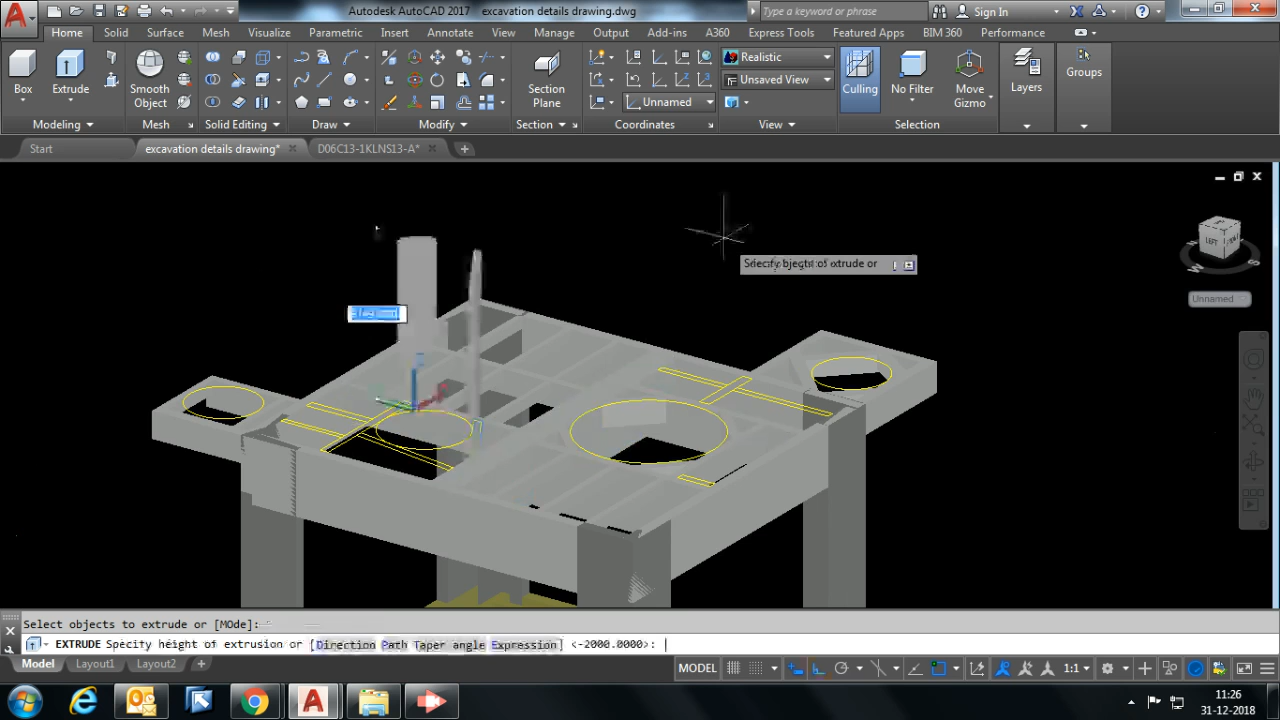 Autodesk AutoCAD 2017 excavation details drawing.dwg
Type a keyword or phrase
Sign In
Home Solid Surface Mesh Visualize Parametric Insert Annotate View Manage Output Add-ins A360 Express Tools Featured Apps BIM 360 Performance
Box
Extrude
Smooth Object
Section Plane
Realistic
Unsaved View
Unnamed
Culling
No Filter
Move Gizmo
Layers
Groups
Modeling Mesh Solid Editing Draw Modify Section Coordinates View Selection
Start
excavation details drawing*
D06C13-1KLNS13-A*
LEFT
W
S
Unnamed
of extrude or
Select objects to extrude or [MOde]:
EXTRUDE Specify height of extrusion or [Direction Path Taper angle Expression] <-2000.0000>:
Model Layout1 Layout2 +
MODEL
1:1
11:26
31-12-2018